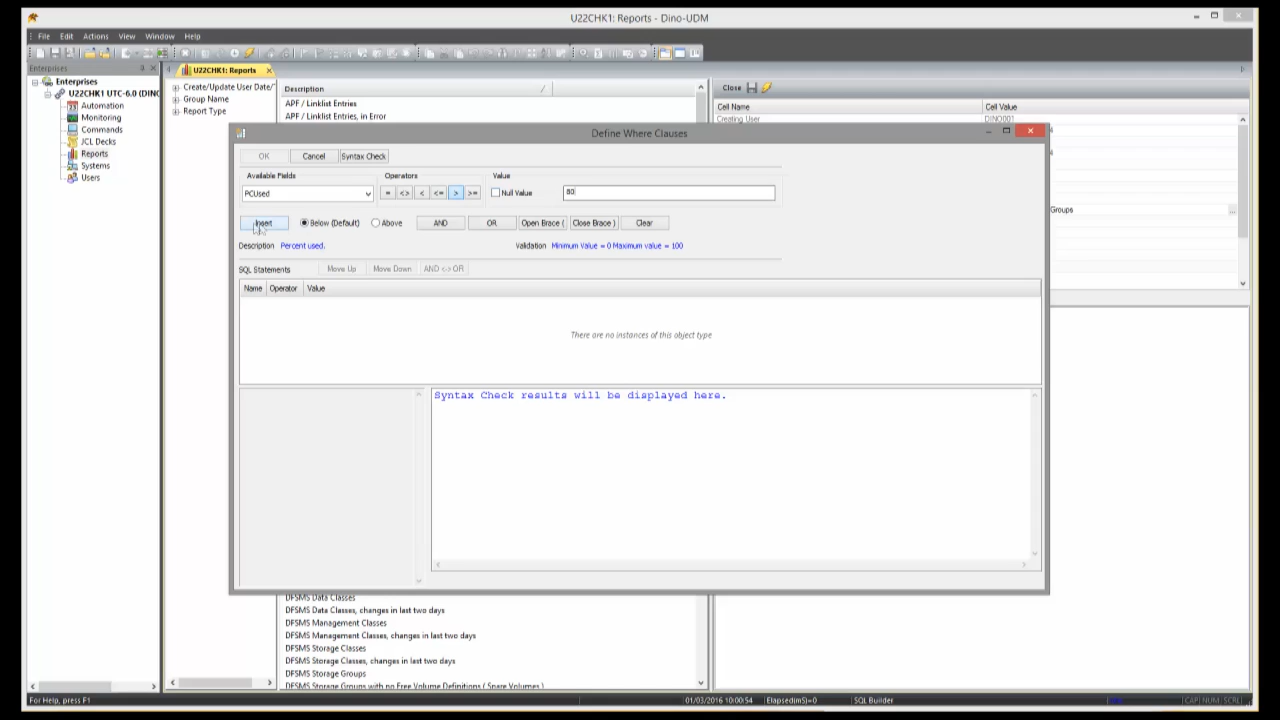 U22CHK1: Reports - Dino-UDM
File Edit Actions View Window Help
Enterprises
Enterprises
U22CHK1 UTC-6.0 (DINO
Automation
Monitoring
Commands
JCL Decks
Reports
Systems
Users
U22CHK1: Reports
Create/Update User Date/
Group Name
Report Type
Description
APF / Linklist Entries
APF / Linklist Entries, in Error
Close
Cell Name Cell Value
Creating User DINO001
Groups
Define Where Clauses
OK Cancel Syntax Check
Available Fields Operators Value
PCUsed = <> < <= > >= Null Value 80
Insert Below (Default) Above AND OR Open Brace ( Close Brace ) Clear
Description Percent used. Validation Minimum Value = 0 Maximum value = 100
SQL Statements Move Up Move Down AND <-> OR
Name Operator Value
There are no instances of this object type
Syntax Check results will be displayed here.
DFSMS Data Classes
DFSMS Data Classes, changes in last two days
DFSMS Management Classes
DFSMS Management Classes, changes in last two days
DFSMS Storage Classes
DFSMS Storage Classes, changes in last two days
DFSMS Storage Groups
DFSMS Storage Groups with no Free Volume Definitions ( Spare Volumes )
For Help, press F1 01/03/2016 10:00:54 Elapsed(mS)=0 SQL Builder CAP NUM SCRL